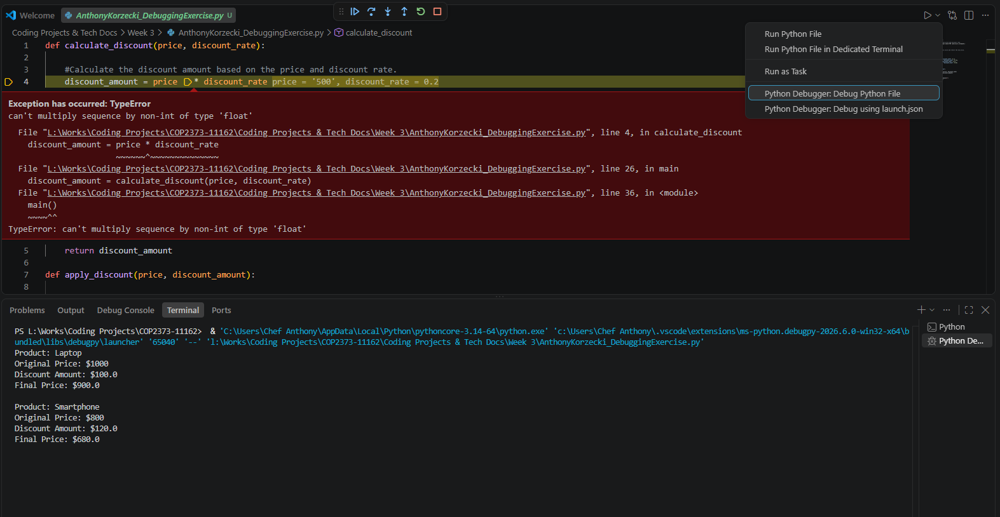 Welcome AnthonyKorzecki_DebuggingExercise.py U
Coding Projects & Tech Docs > Week 3 > AnthonyKorzecki_DebuggingExercise.py > calculate_discount
1 def calculate_discount(price, discount_rate):
2
3 #Calculate the discount amount based on the price and discount rate.
4 discount_amount = price * discount_rate price = '500', discount_rate = 0.2
Run Python File
Run Python File in Dedicated Terminal
Run as Task
Python Debugger: Debug Python File
Python Debugger: Debug using launch.json
Exception has occurred: TypeError
can't multiply sequence by non-int of type 'float'
File "L:\Works\Coding Projects\COP2373-11162\Coding Projects & Tech Docs\Week 3\AnthonyKorzecki_DebuggingExercise.py", line 4, in calculate_discount
discount_amount = price * discount_rate
~~~~~~^~~~~~~~~~~~~~~
File "L:\Works\Coding Projects\COP2373-11162\Coding Projects & Tech Docs\Week 3\AnthonyKorzecki_DebuggingExercise.py", line 26, in main
discount_amount = calculate_discount(price, discount_rate)
File "L:\Works\Coding Projects\COP2373-11162\Coding Projects & Tech Docs\Week 3\AnthonyKorzecki_DebuggingExercise.py", line 36, in <module>
main()
~~~~^^
TypeError: can't multiply sequence by non-int of type 'float'
5 return discount_amount
6
7 def apply_discount(price, discount_amount):
8
Problems Output Debug Console Terminal Ports
PS L:\Works\Coding Projects\COP2373-11162> & 'C:\Users\Chef Anthony\AppData\Local\Python\pythoncore-3.14-64\python.exe' 'c:\Users\Chef Anthony\.vscode\extensions\ms-python.debugpy-2026.6.0-win32-x64\b
undled\libs\debugpy\launcher' '65040' '--' 'l:\Works\Coding Projects\COP2373-11162\Coding Projects & Tech Docs\Week 3\AnthonyKorzecki_DebuggingExercise.py'
Product: Laptop
Original Price: $1000
Discount Amount: $100.0
Final Price: $900.0
Product: Smartphone
Original Price: $800
Discount Amount: $120.0
Final Price: $680.0
Python
Python De...